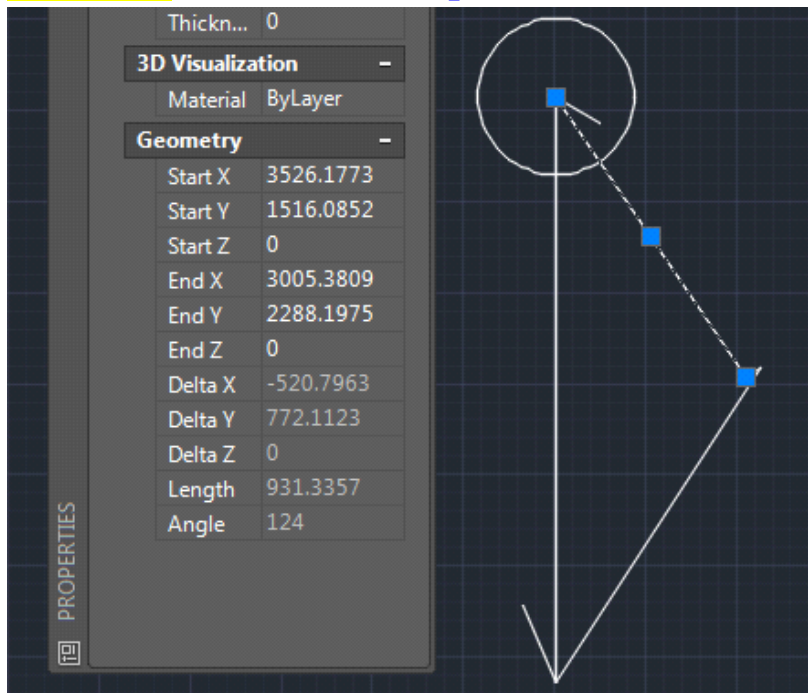 Thickn... 0
3D Visualization
Material ByLayer
Geometry
Start X 3526.1773
Start Y 1516.0852
Start Z 0
End X 3005.3809
End Y 2288.1975
End Z 0
Delta X -520.7963
Delta Y 772.1123
Delta Z 0
Length 931.3357
Angle 124
PROPERTIES